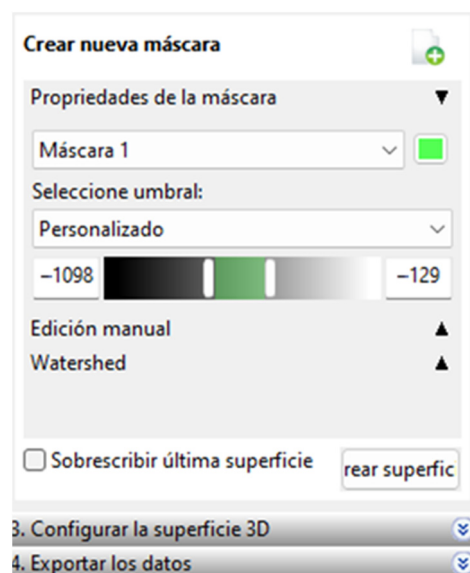 Crear nueva máscara
Propiedades de la máscara
Máscara 1
Seleccione umbral:
Personalizado
−1098 −129
Edición manual
Watershed
Sobrescribir última superficie rear superfic
3. Configurar la superficie 3D
4. Exportar los datos